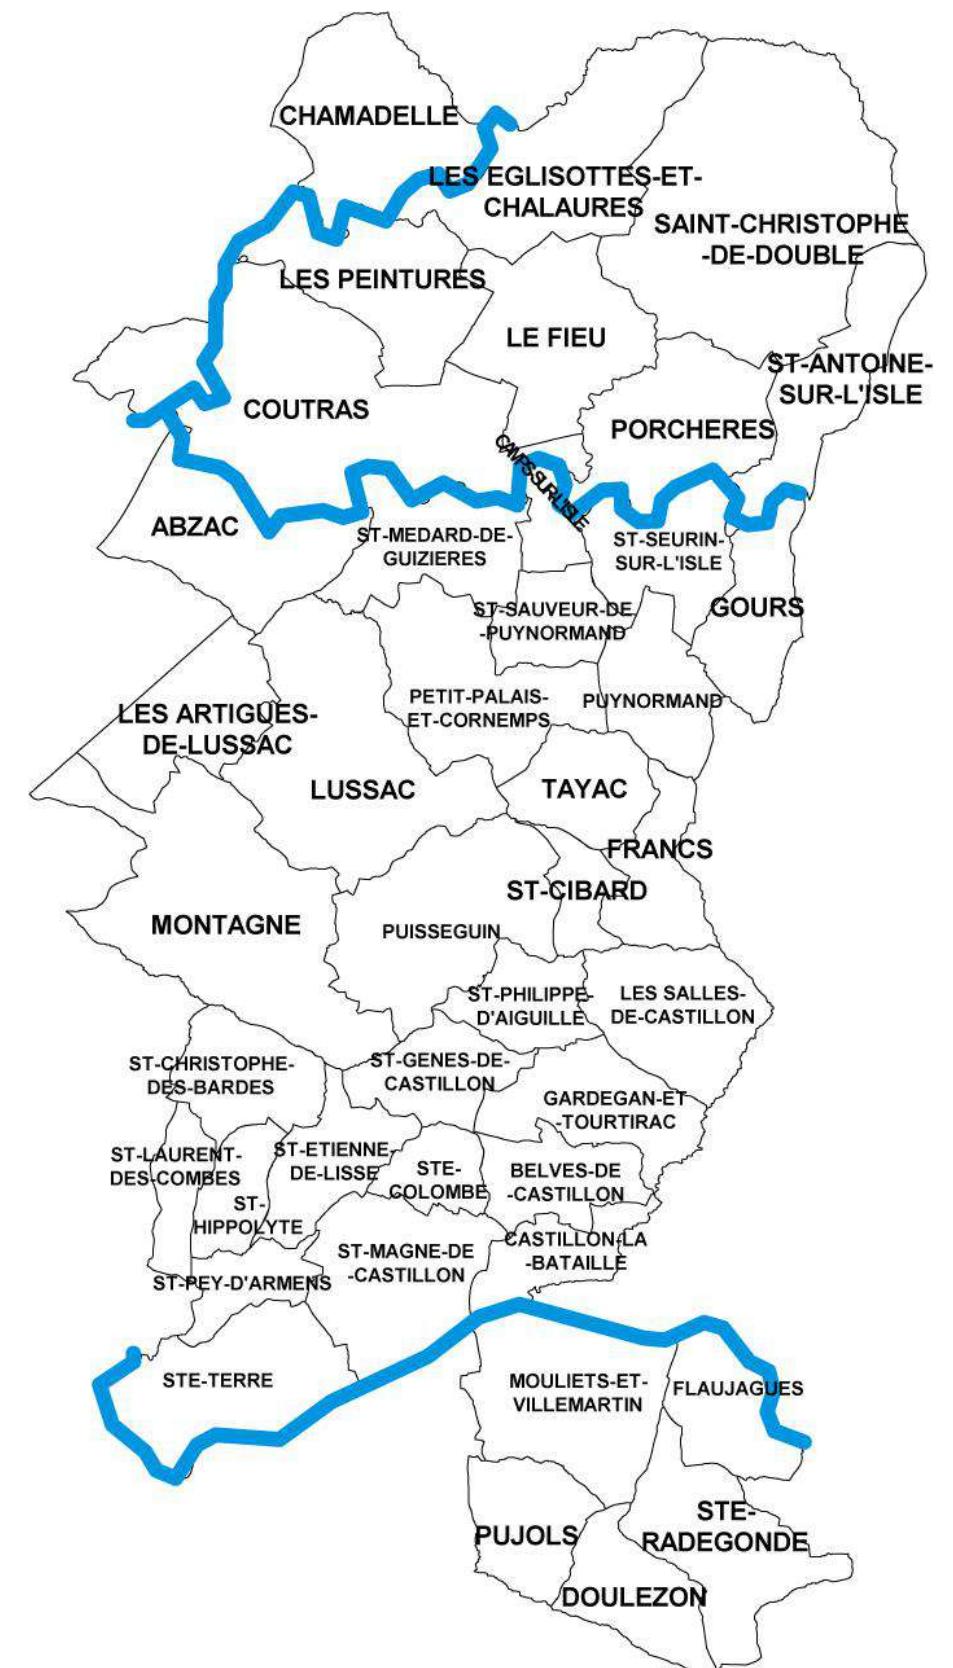 CHAMADELLE
LES EGLISOTTES-ET-
CHALAURES
SAINT-CHRISTOPHE
-DE-DOUBLE
LES PEINTURES
LE FIEU
ST-ANTOINE-
SUR-L'ISLE
COUTRAS
PORCHERES
CAMPS SUR L'ISLE
ABZAC
ST-MEDARD-DE-
GUIZIERES
ST-SEURIN-
SUR-L'ISLE
ST-SAUVEUR-DE
-PUYNORMAND
GOURS
PETIT-PALAIS-
ET-CORNEMPS
PUYNORMAND
LES ARTIGUES-
DE-LUSSAC
LUSSAC
TAYAC
FRANCS
ST-CIBARD
MONTAGNE
PUISSEGUIN
ST-PHILIPPE-
D'AIGUILLE
LES SALLES-
DE-CASTILLON
ST-CHRISTOPHE-
DES-BARDES
ST-GENES-DE-
CASTILLON
GARDEGAN-ET
-TOURTIRAC
ST-LAURENT-
DES-COMBES
ST-ETIENNE-
DE-LISSE
STE-
COLOMBE
BELVES-DE
-CASTILLON
ST-
HIPPOLYTE
ST-MAGNE-DE
-CASTILLON
CASTILLON-LA
-BATAILLE
ST-PEY-D'ARMENS
STE-TERRE
MOULIETS-ET-
VILLEMARTIN
FLAUJAGUES
PUJOLS
STE-
RADEGONDE
DOULEZON